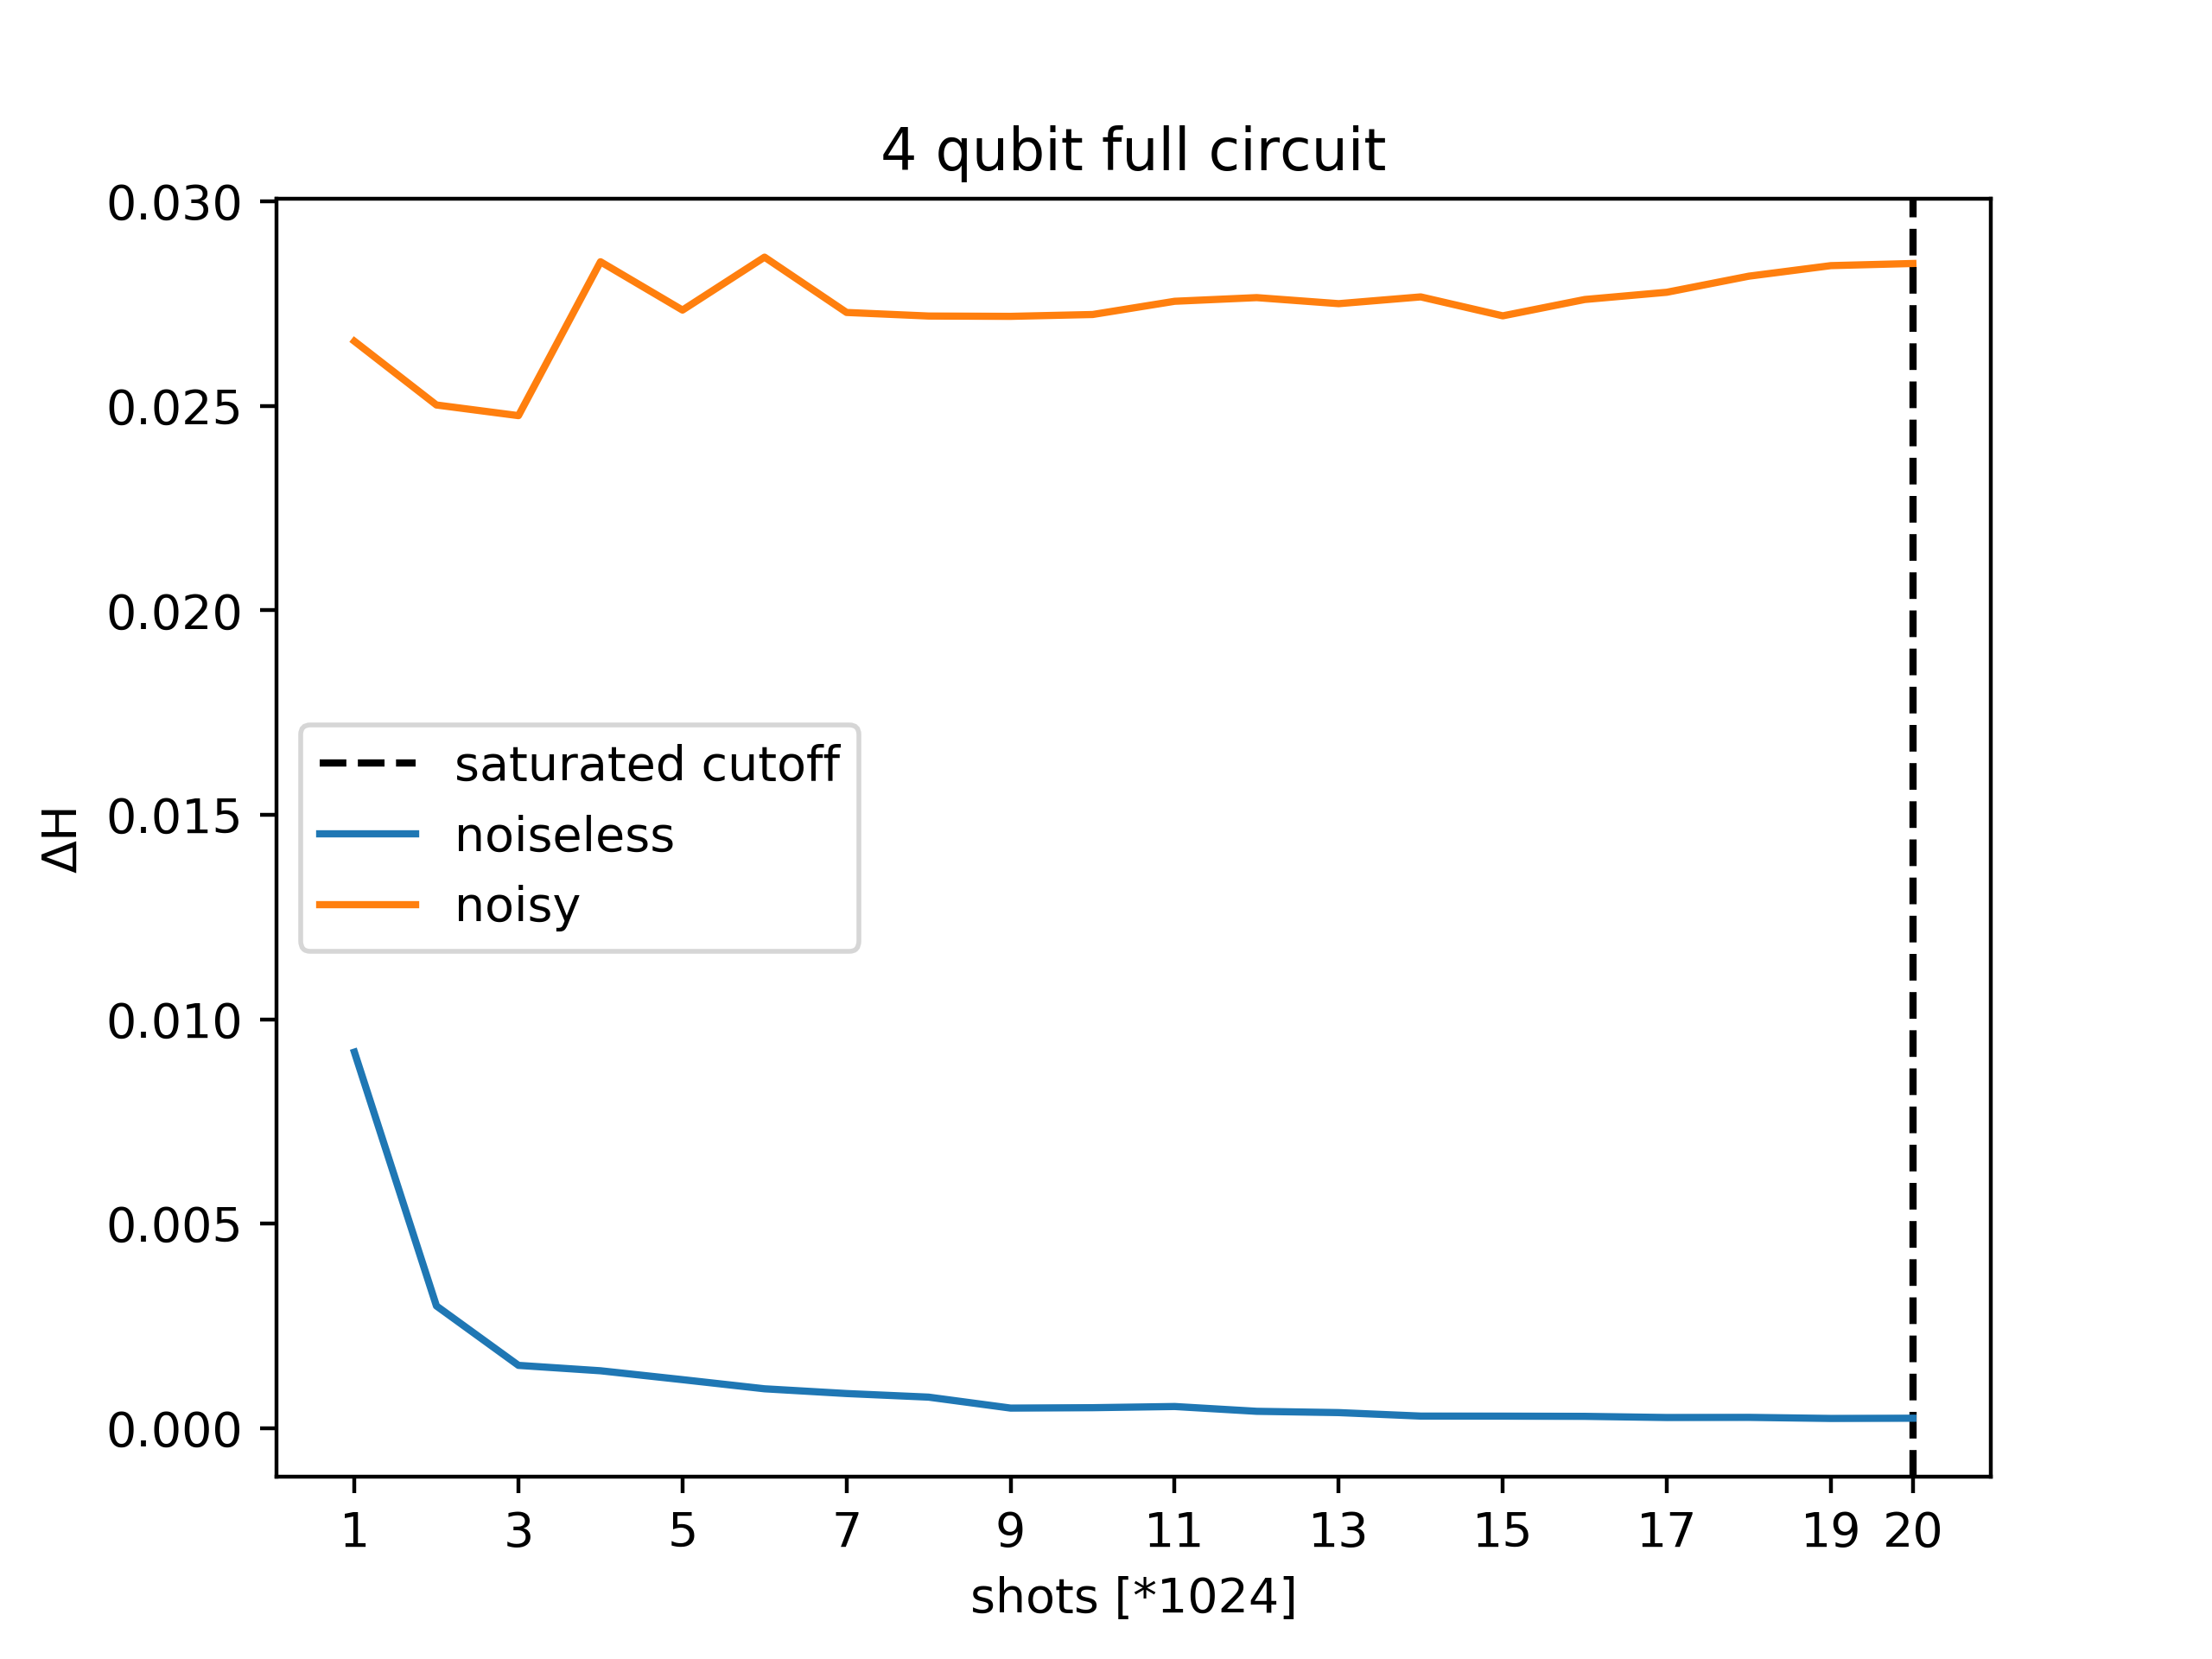 4 qubit full circuit
0.030
0.025
0.020
0.015
0.010
0.005
0.000
ΔH
saturated cutoff
noiseless
noisy
1 3 5 7 9 11 13 15 17 19 20
shots [*1024]